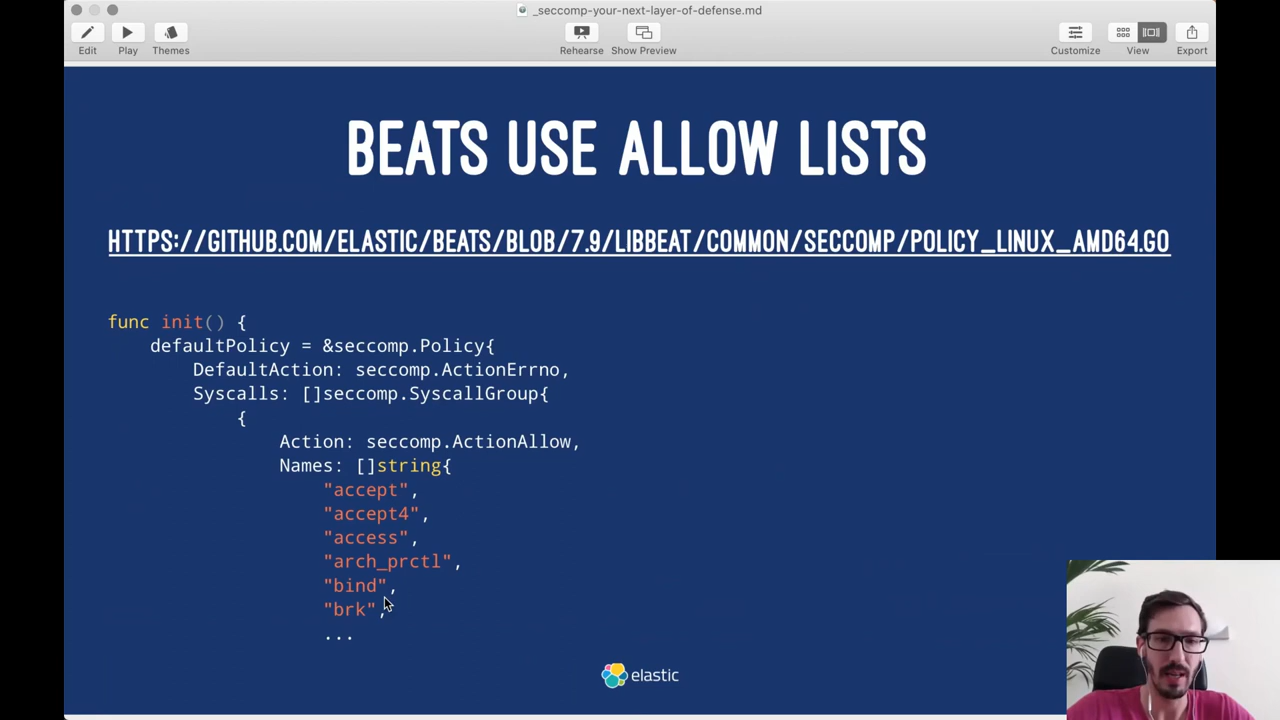 _seccomp-your-next-layer-of-defense.md
Edit Play Themes Rehearse Show Preview Customize View Export
BEATS USE ALLOW LISTS
HTTPS://GITHUB.COM/ELASTIC/BEATS/BLOB/7.9/LIBBEAT/COMMON/SECCOMP/POLICY_LINUX_AMD64.GO
func init() {
defaultPolicy = &seccomp.Policy{
DefaultAction: seccomp.ActionErrno,
Syscalls: []seccomp.SyscallGroup{
{
Action: seccomp.ActionAllow,
Names: []string{
"accept",
"accept4",
"access",
"arch_prctl",
"bind",
"brk",
...
elastic